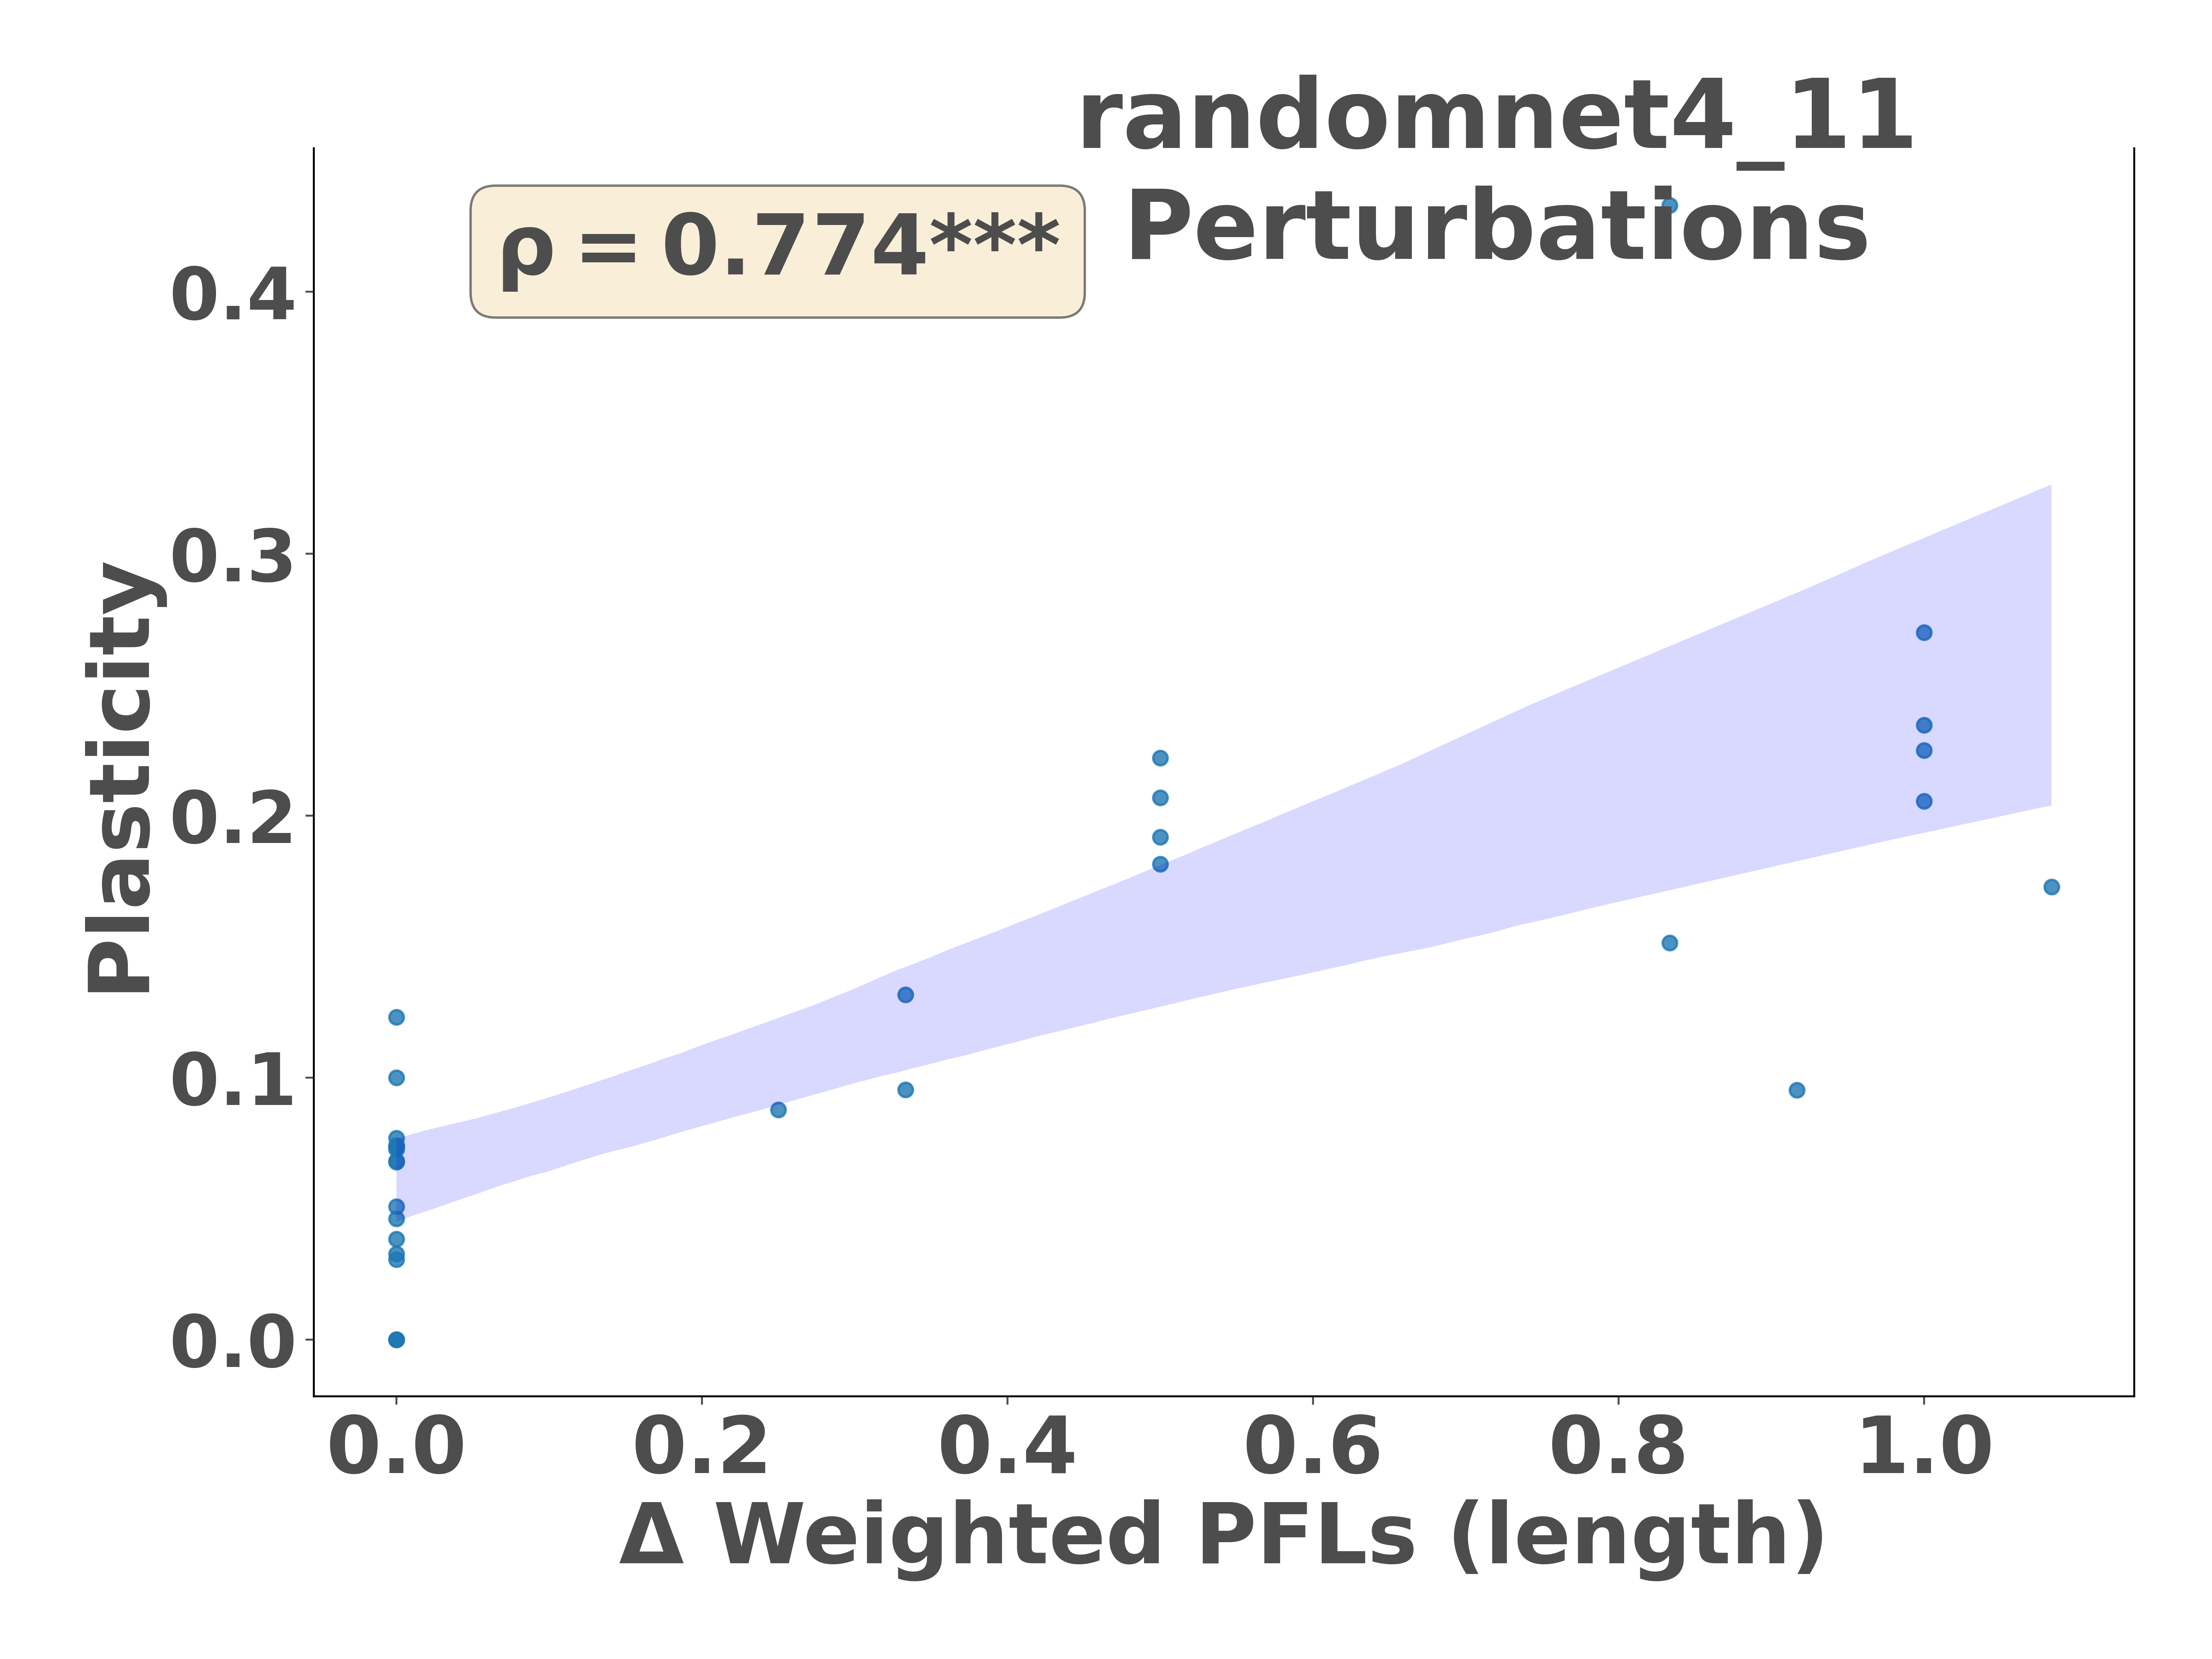 randomnet4_11
Perturbations
ρ = 0.774***
Plasticity
0.4
0.3
0.2
0.1
0.0
0.0 0.2 0.4 0.6 0.8 1.0
Δ Weighted PFLs (length)